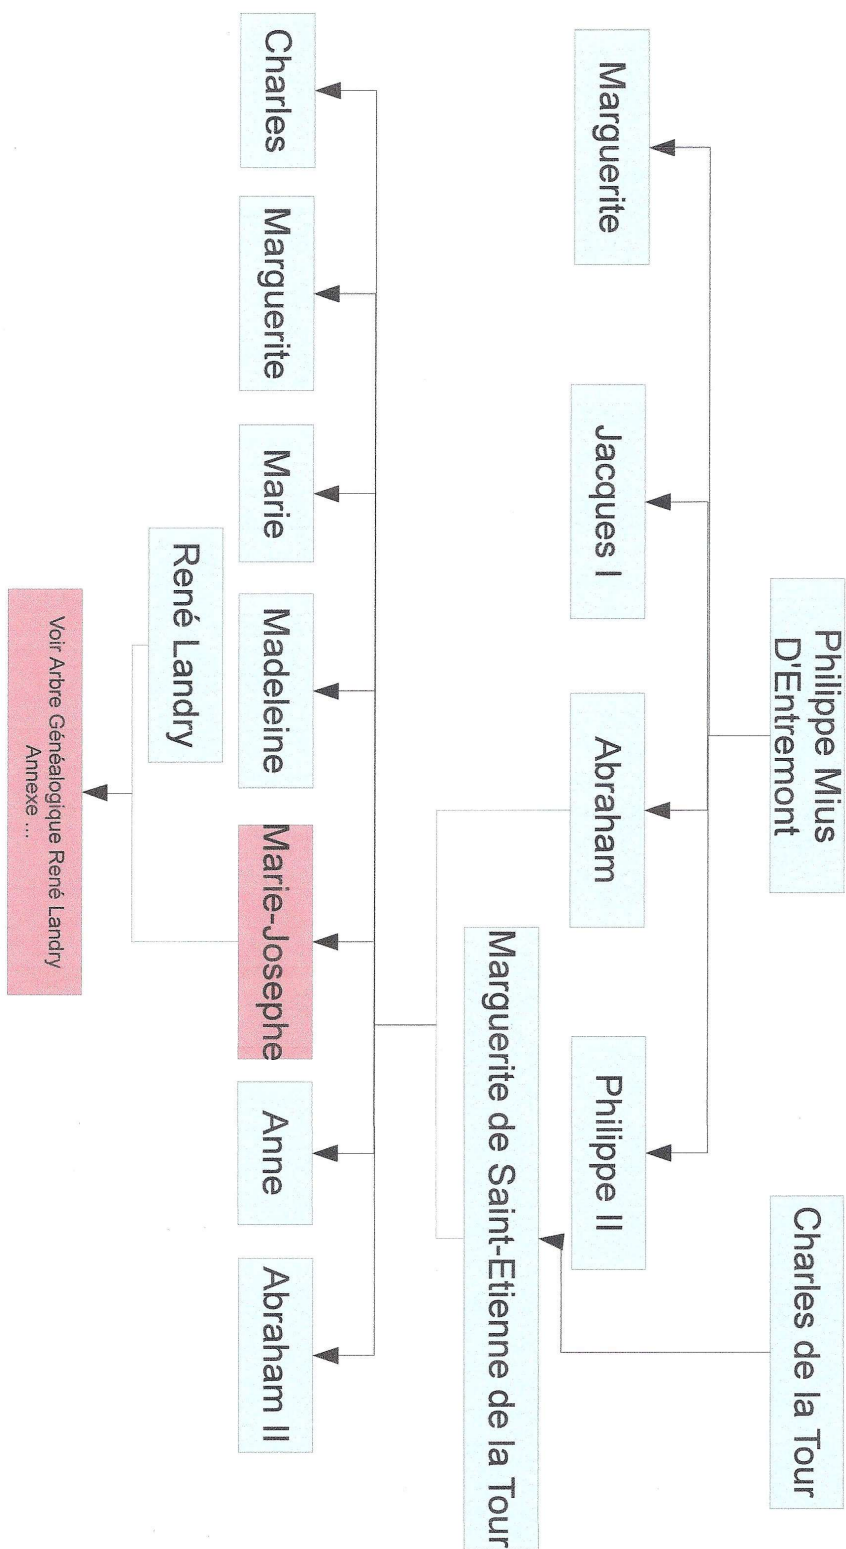 Philippe Mius
D'Entremont
Charles de la Tour
Marguerite
Jacques I
Abraham
Philippe II
Marguerite de Saint-Etienne de la Tour
Charles
Marguerite
Marie
Madeleine
Marie-Josephe
Anne
Abraham II
René Landry
Voir Arbre Généalogique René Landry
Annexe ...